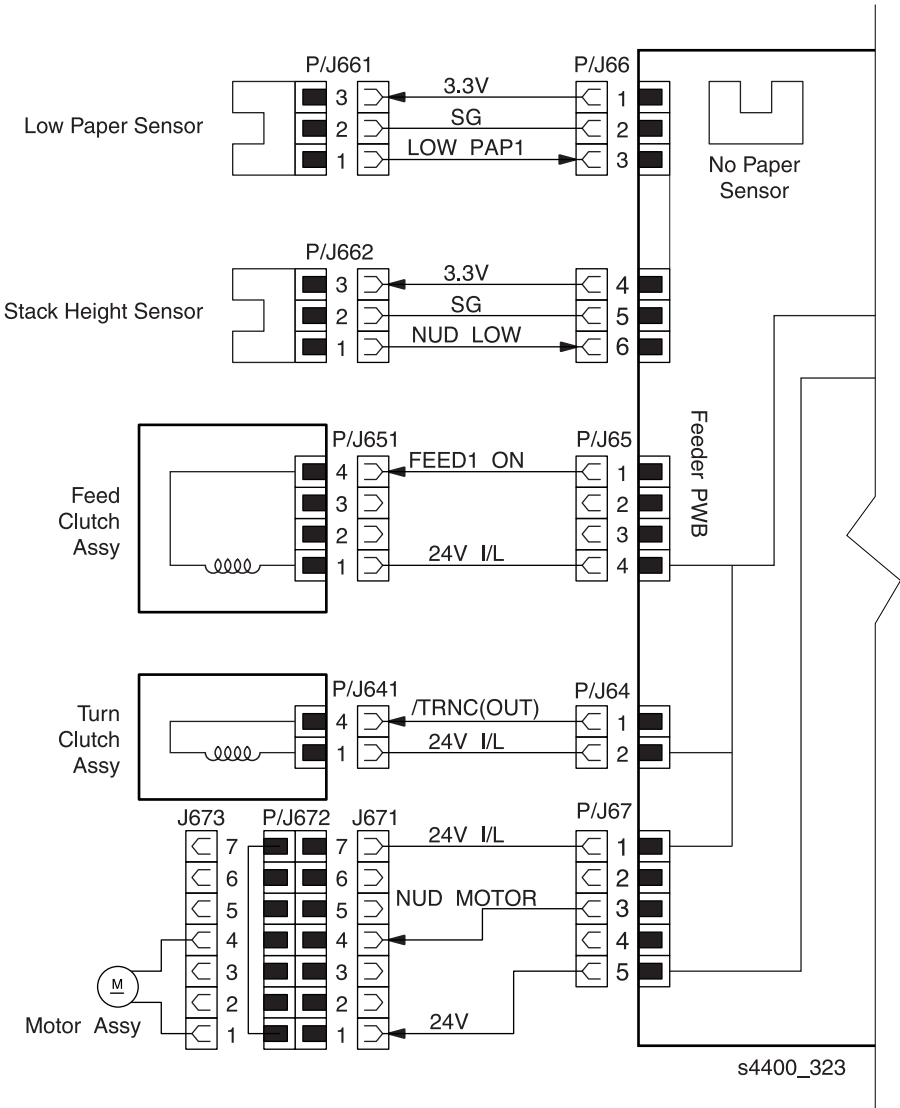 P/J661 P/J66
Low Paper Sensor
3 3.3V 1
2 SG 2
1 LOW PAP1 3
No Paper
Sensor
P/J662
Stack Height Sensor
3 3.3V 4
2 SG 5
1 NUD LOW 6
Feeder PWB
P/J651 P/J65
Feed
Clutch
Assy
4 FEED1 ON 1
3 2
2 3
1 24V I/L 4
P/J641 P/J64
Turn
Clutch
Assy
4 /TRNC(OUT) 1
1 24V I/L 2
J673 P/J672 J671 P/J67
7 7 24V I/L 1
6 6 2
5 5 NUD MOTOR 3
4 4 4
3 3 5
2 2
1 1 24V
M
Motor Assy
s4400_323